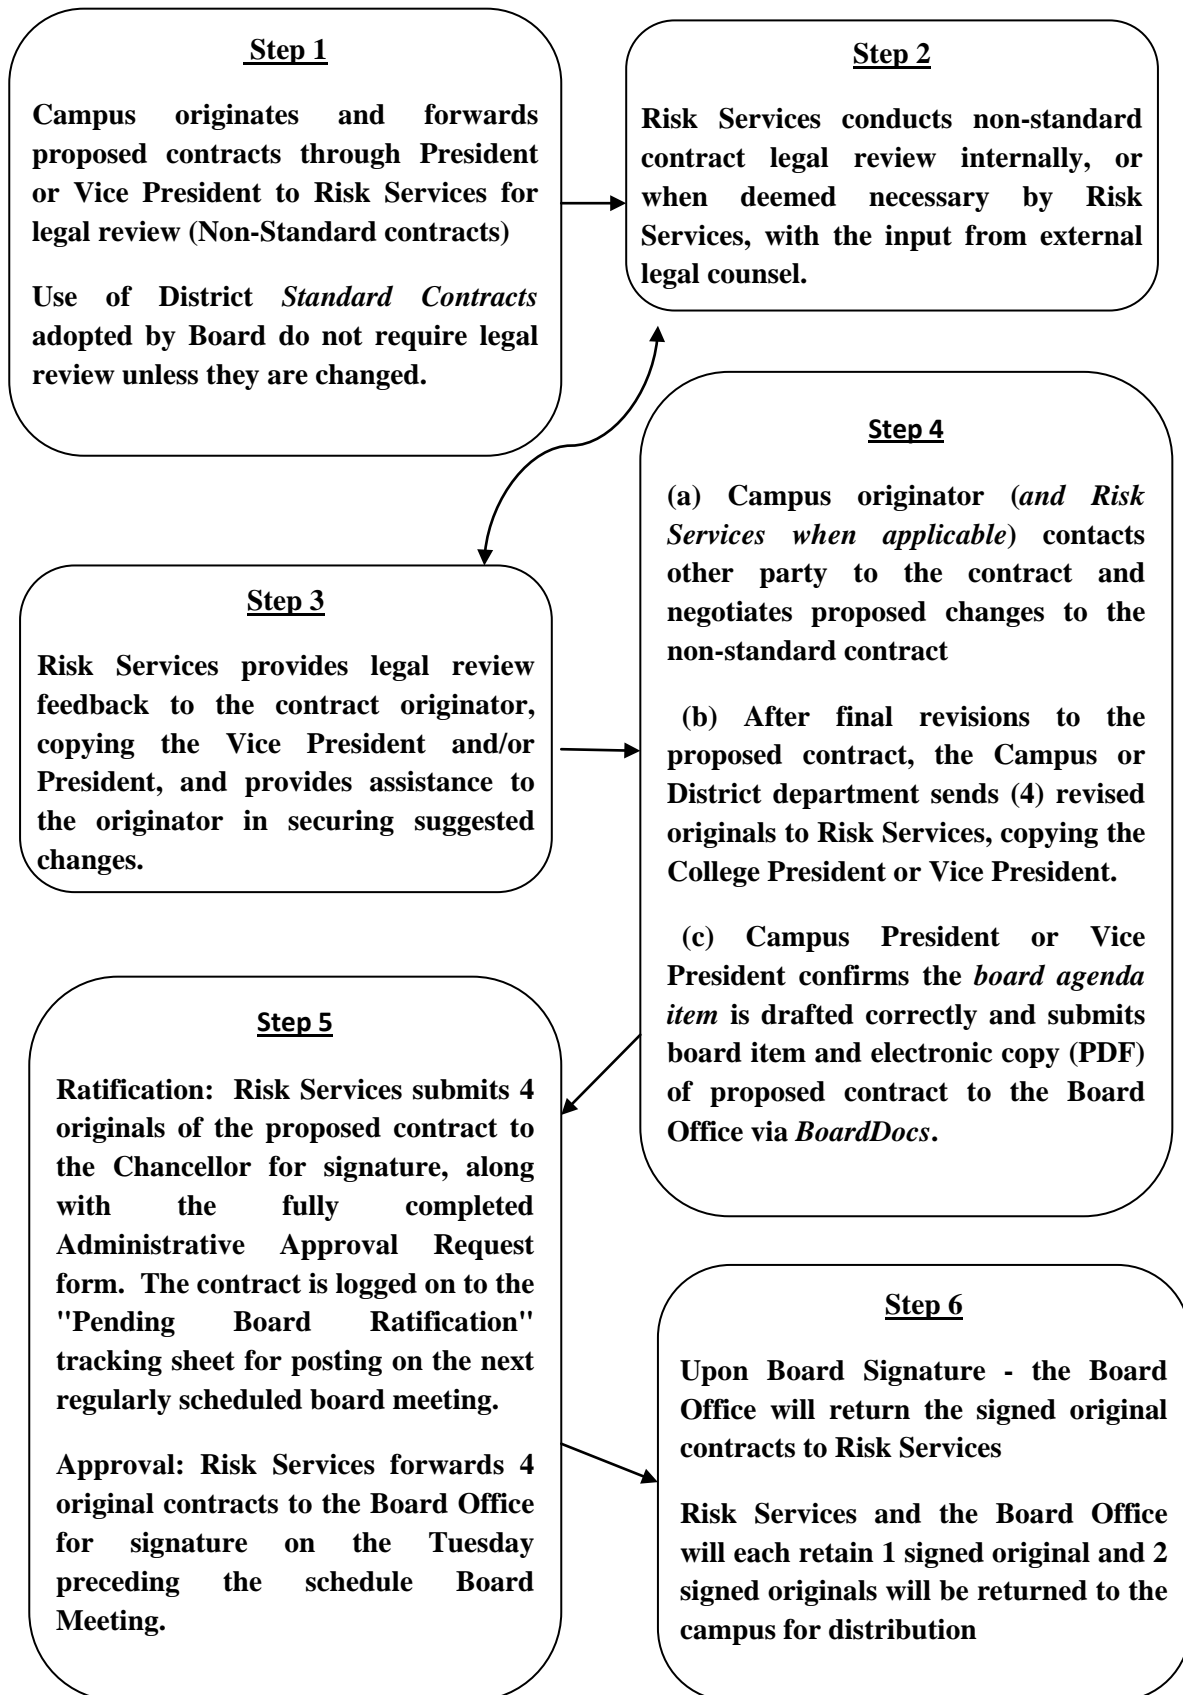 Step 1
Campus originates and forwards
proposed contracts through President
or Vice President to Risk Services for
legal review (Non-Standard contracts)
Use of District Standard Contracts
adopted by Board do not require legal
review unless they are changed.
Step 2
Risk Services conducts non-standard
contract legal review internally, or
when deemed necessary by Risk
Services, with the input from external
legal counsel.
Step 3
Risk Services provides legal review
feedback to the contract originator,
copying the Vice President and/or
President, and provides assistance to
the originator in securing suggested
changes.
Step 4
(a) Campus originator (and Risk
Services when applicable) contacts
other party to the contract and
negotiates proposed changes to the
non-standard contract
(b) After final revisions to the
proposed contract, the Campus or
District department sends (4) revised
originals to Risk Services, copying the
College President or Vice President.
(c) Campus President or Vice
President confirms the board agenda
item is drafted correctly and submits
board item and electronic copy (PDF)
of proposed contract to the Board
Office via BoardDocs.
Step 5
Ratification: Risk Services submits 4
originals of the proposed contract to
the Chancellor for signature, along
with the fully completed
Administrative Approval Request
form. The contract is logged on to the
"Pending Board Ratification"
tracking sheet for posting on the next
regularly scheduled board meeting.
Approval: Risk Services forwards 4
original contracts to the Board Office
for signature on the Tuesday
preceding the schedule Board
Meeting.
Step 6
Upon Board Signature - the Board
Office will return the signed original
contracts to Risk Services
Risk Services and the Board Office
will each retain 1 signed original and 2
signed originals will be returned to the
campus for distribution